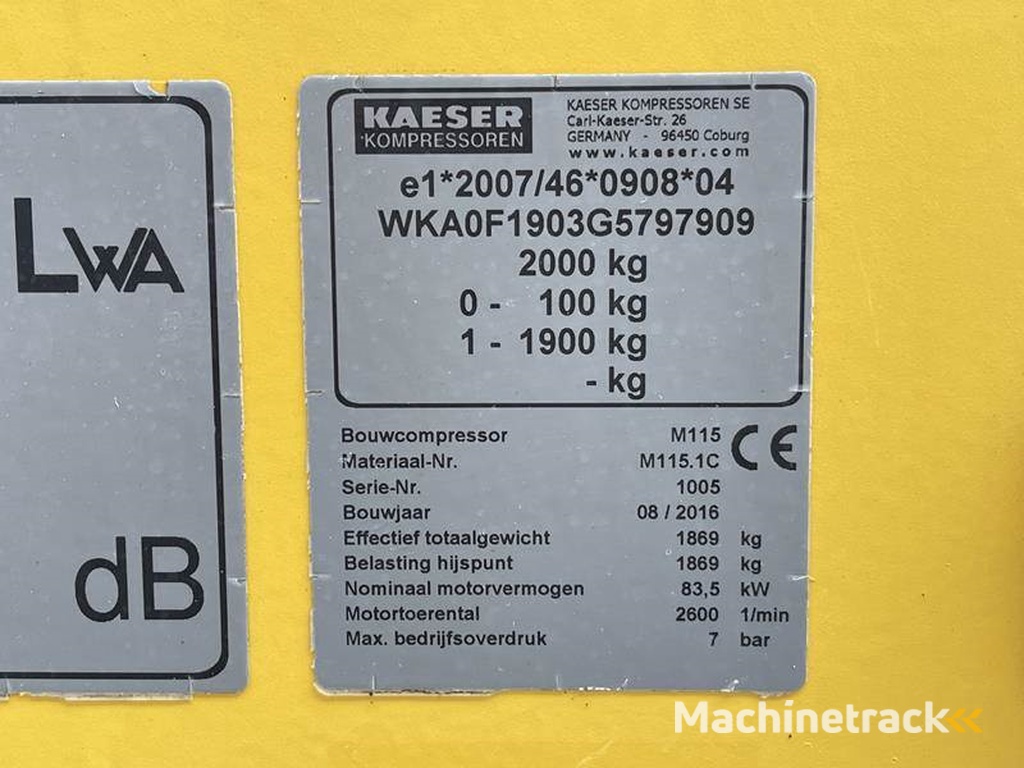 LWA
dB
KAESER
KOMPRESSOREN
KAESER KOMPRESSOREN SE
Carl-Kaeser-Str. 26
GERMANY - 96450 Coburg
www.kaeser.com
e1*2007/46*0908*04
WKA0F1903G5797909
2000 kg
0 - 100 kg
1 - 1900 kg
- kg
Bouwcompressor M115 CE
Materiaal-Nr. M115.1C
Serie-Nr. 1005
Bouwjaar 08 / 2016
Effectief totaalgewicht 1869 kg
Belasting hijspunt 1869 kg
Nominaal motorvermogen 83,5 kW
Motortoerental 2600 1/min
Max. bedrijfsoverdruk 7 bar
Machinetrack